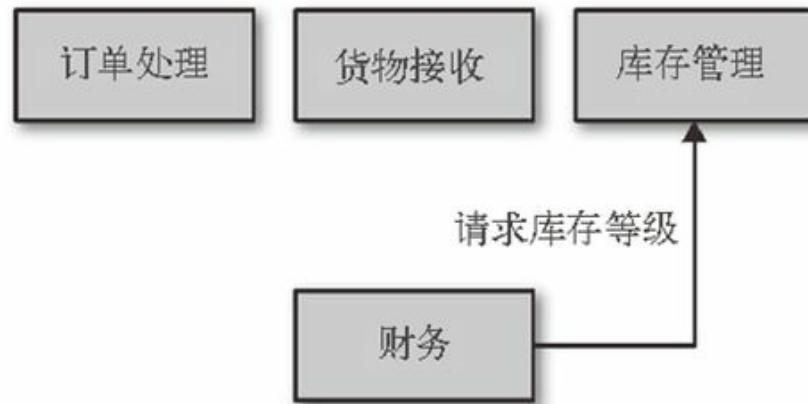 订单处理
货物接收
库存管理
请求库存等级
财务